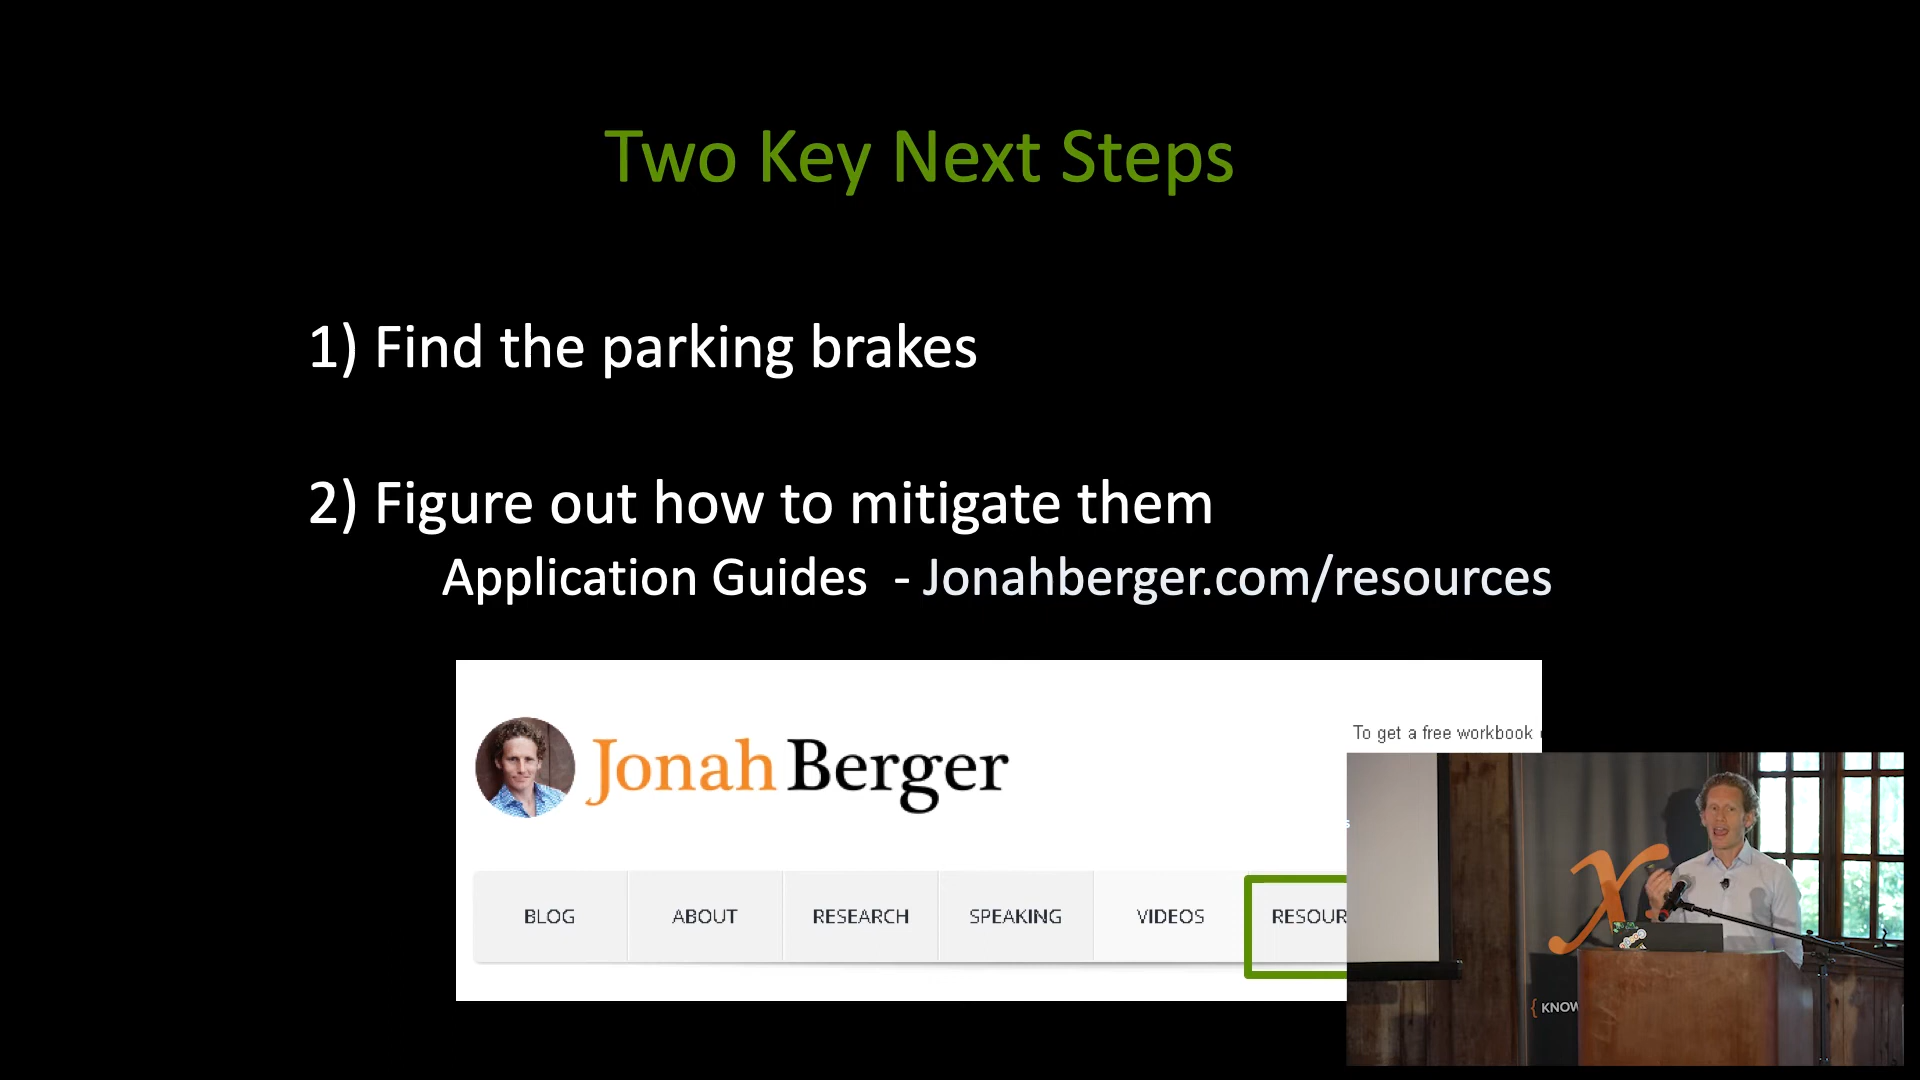 Two Key Next Steps
1) Find the parking brakes
2) Figure out how to mitigate them
Application Guides - Jonahberger.com/resources
To get a free workbook
Jonah Berger
BLOG ABOUT RESEARCH SPEAKING VIDEOS RESOUR
x
{ KNOW